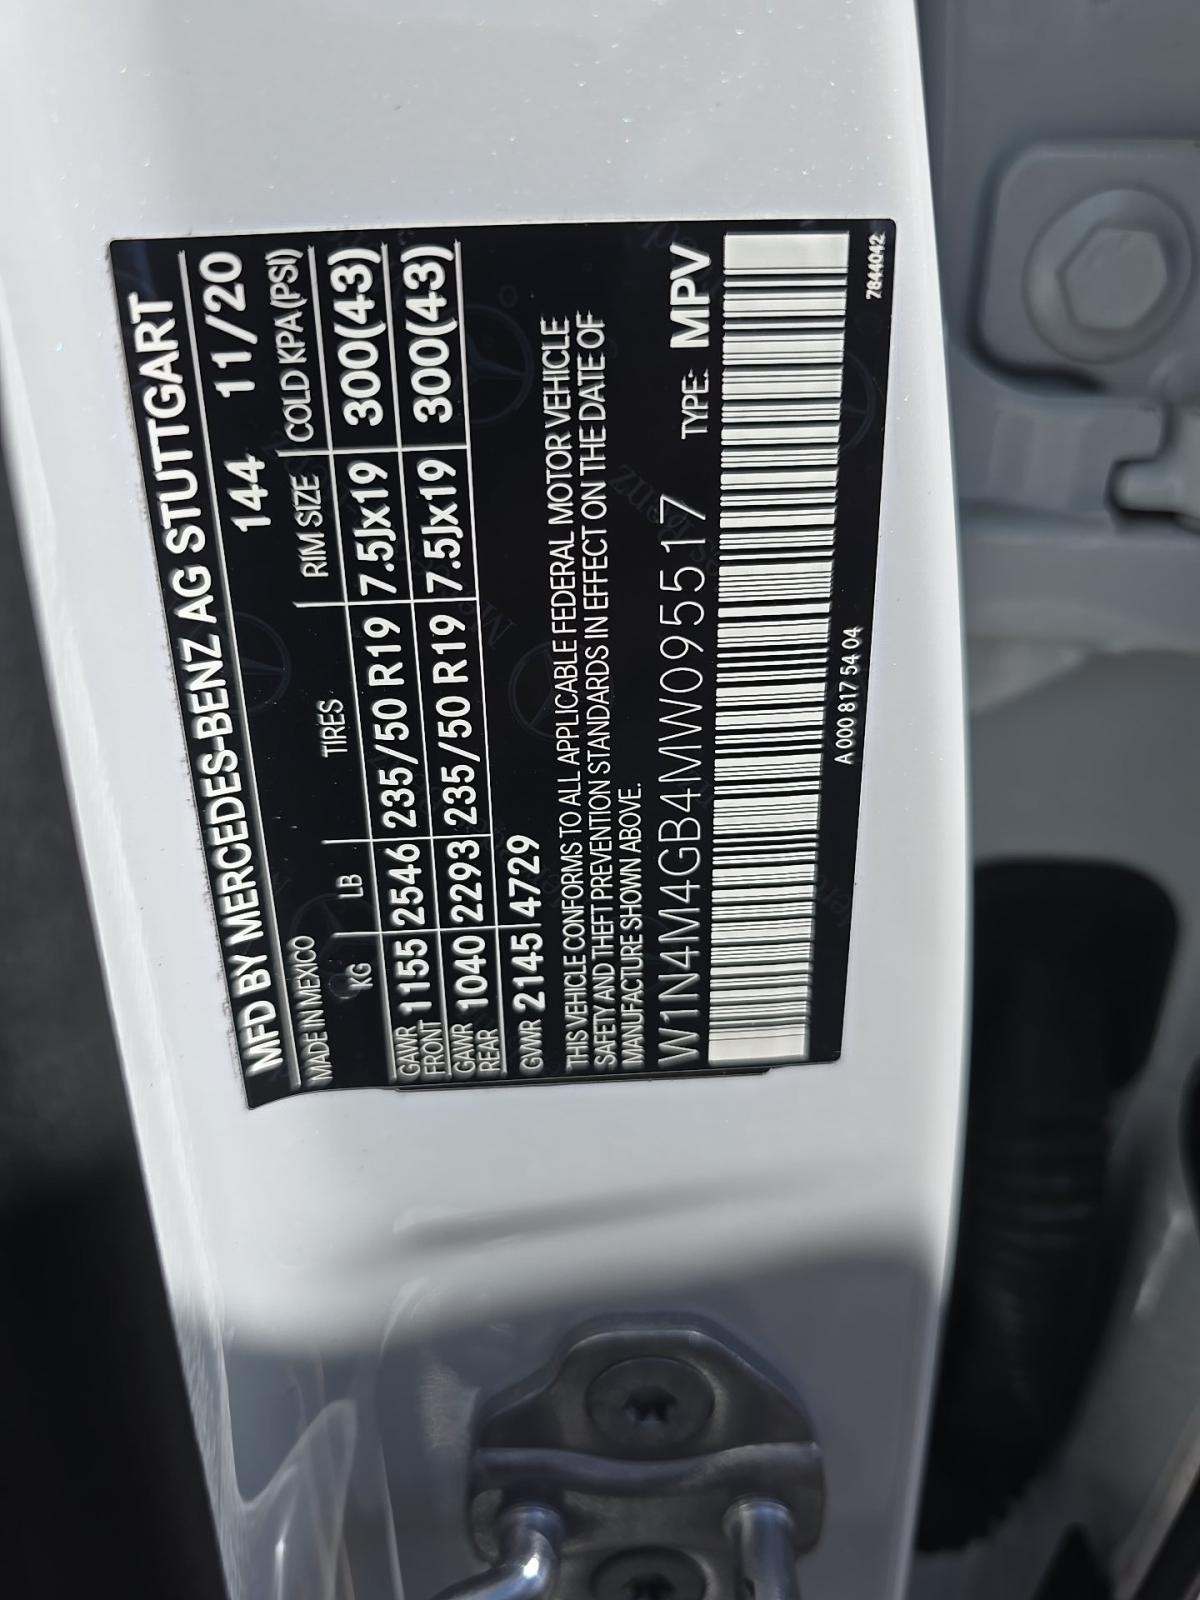 MFD BY MERCEDES-BENZ AG STUTTGART
MADE IN MEXICO 144 11/20
KG LB TIRES RIM SIZE COLD KPA(PSI)
GAWR FRONT 1155 2546 235/50 R19 7.5Jx19 300(43)
GAWR REAR 1040 2293 235/50 R19 7.5Jx19 300(43)
GVWR 2145 4729
THIS VEHICLE CONFORMS TO ALL APPLICABLE FEDERAL MOTOR VEHICLE
SAFETY AND THEFT PREVENTION STANDARDS IN EFFECT ON THE DATE OF
MANUFACTURE SHOWN ABOVE.
W1N4M4GB4MW095517 TYPE: MPV
A 000 817 54 04
7844042